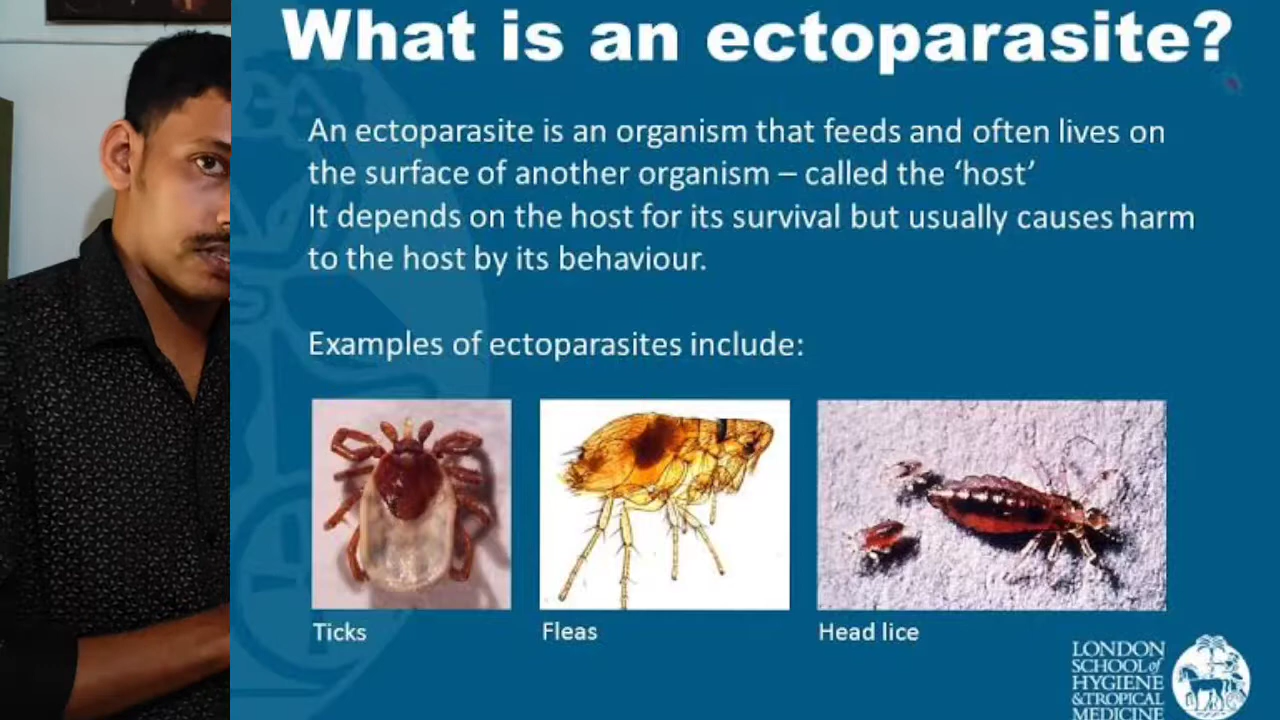 What is an ectoparasite?
An ectoparasite is an organism that feeds and often lives on
the surface of another organism – called the ‘host’
It depends on the host for its survival but usually causes harm
to the host by its behaviour.
Examples of ectoparasites include:
Ticks
Fleas
Head lice
LONDON
SCHOOL of
HYGIENE
& TROPICAL
MEDICINE